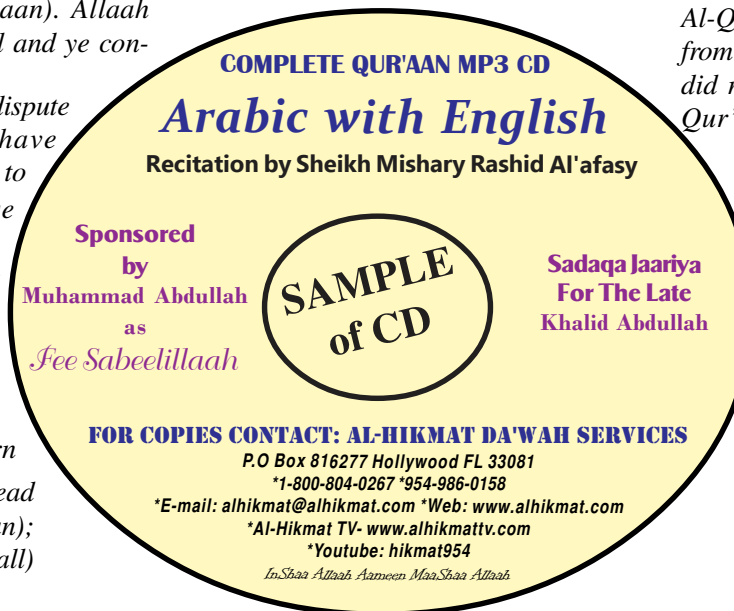 aan). Allaah
l and ye con-
dispute
have
to
e
rn
ead
n);
all)
COMPLETE QUR'AAN MP3 CD
Arabic with English
Recitation by Sheikh Mishary Rashid Al'afasy
Sponsored
by
Muhammad Abdullah
as
Fee Sabeelillaah
SAMPLE
of CD
Sadaqa Jaariya
For The Late
Khalid Abdullah
FOR COPIES CONTACT: AL-HIKMAT DA'WAH SERVICES
P.O Box 816277 Hollywood FL 33081
*1-800-804-0267 *954-986-0158
*E-mail: alhikmat@alhikmat.com *Web: www.alhikmat.com
*Al-Hikmat TV- www.alhikmattv.com
*Youtube: hikmat954
InShaa Allaah Aameen MaaShaa Allaah
Al-Q
from
did n
Qur'